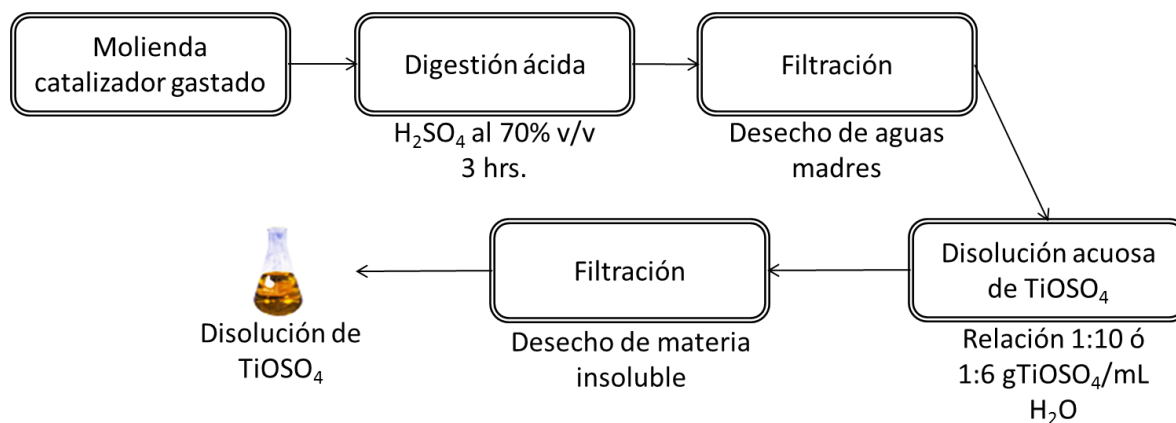 Molienda
catalizador gastado
Digestión ácida
H₂SO₄ al 70% v/v
3 hrs.
Filtración
Desecho de aguas
madres
Disolución acuosa
de TiOSO₄
Relación 1:10 ó
1:6 gTiOSO₄/mL
H₂O
Filtración
Desecho de materia
insoluble
Disolución de
TiOSO₄